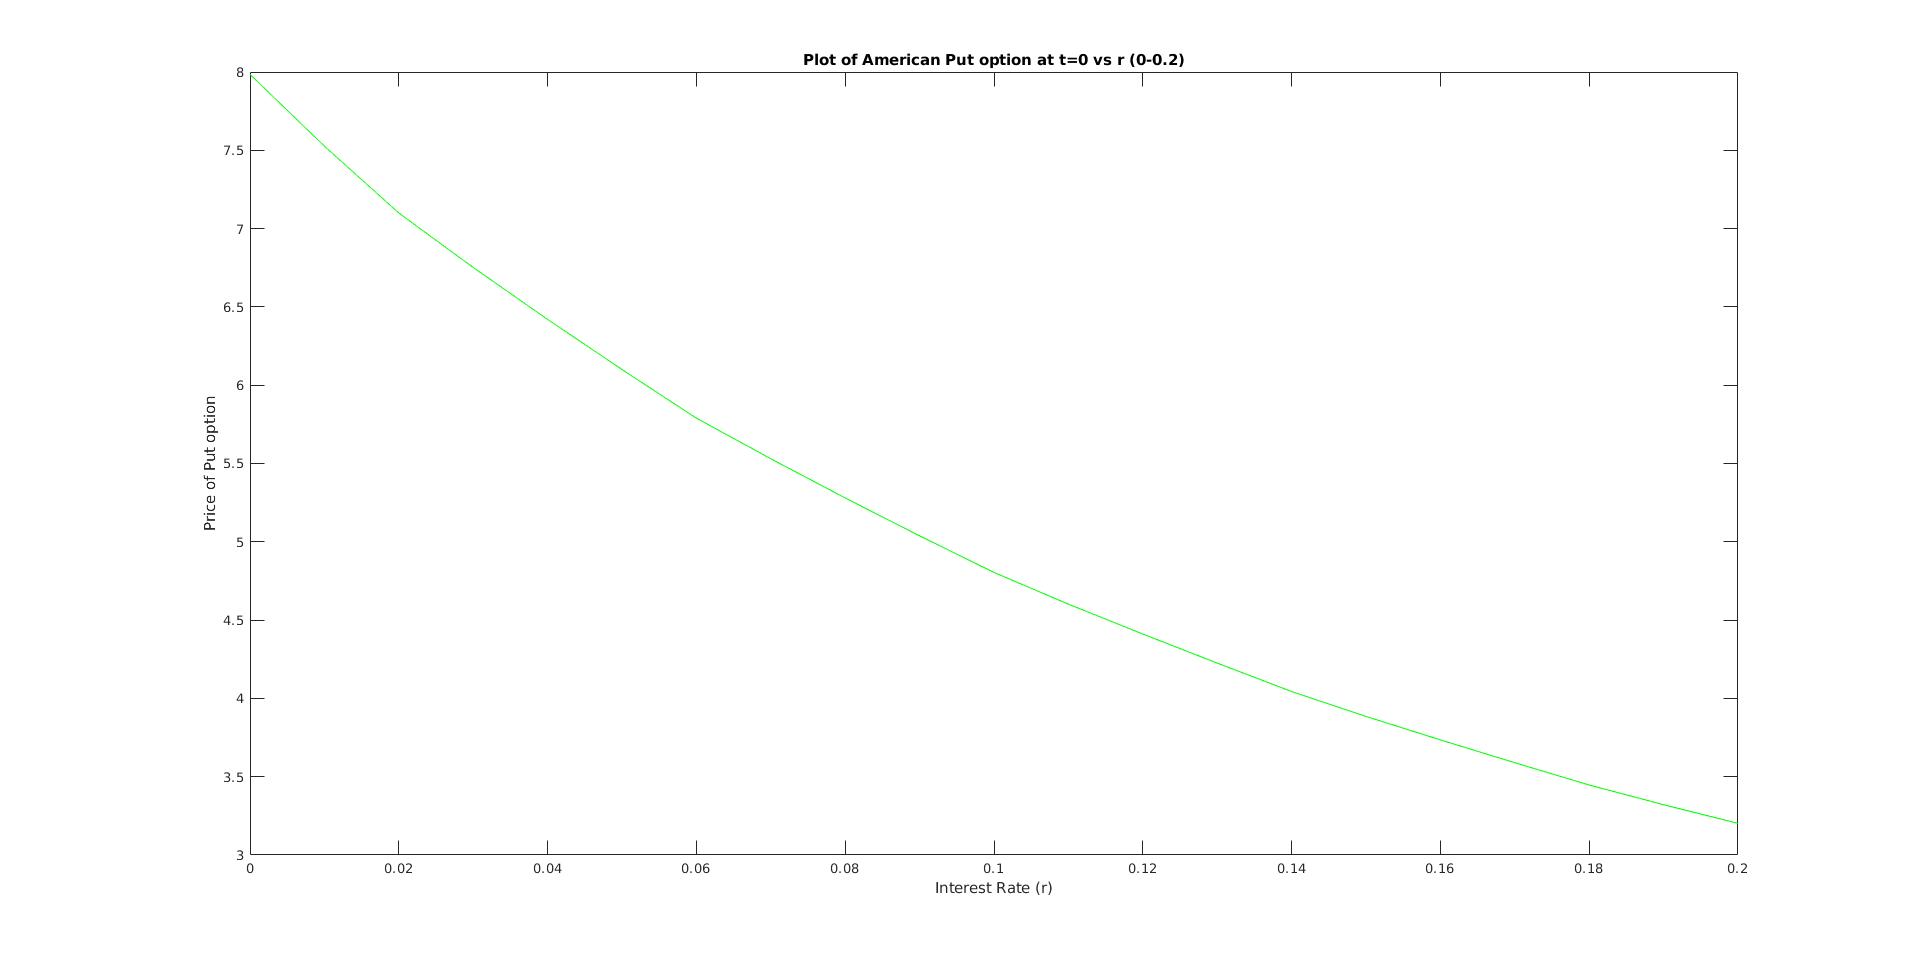 Plot of American Put option at t=0 vs r (0-0.2)
8
7.5
7
6.5
6
5.5
5
4.5
4
3.5
3
Price of Put option
0 0.02 0.04 0.06 0.08 0.1 0.12 0.14 0.16 0.18 0.2
Interest Rate (r)